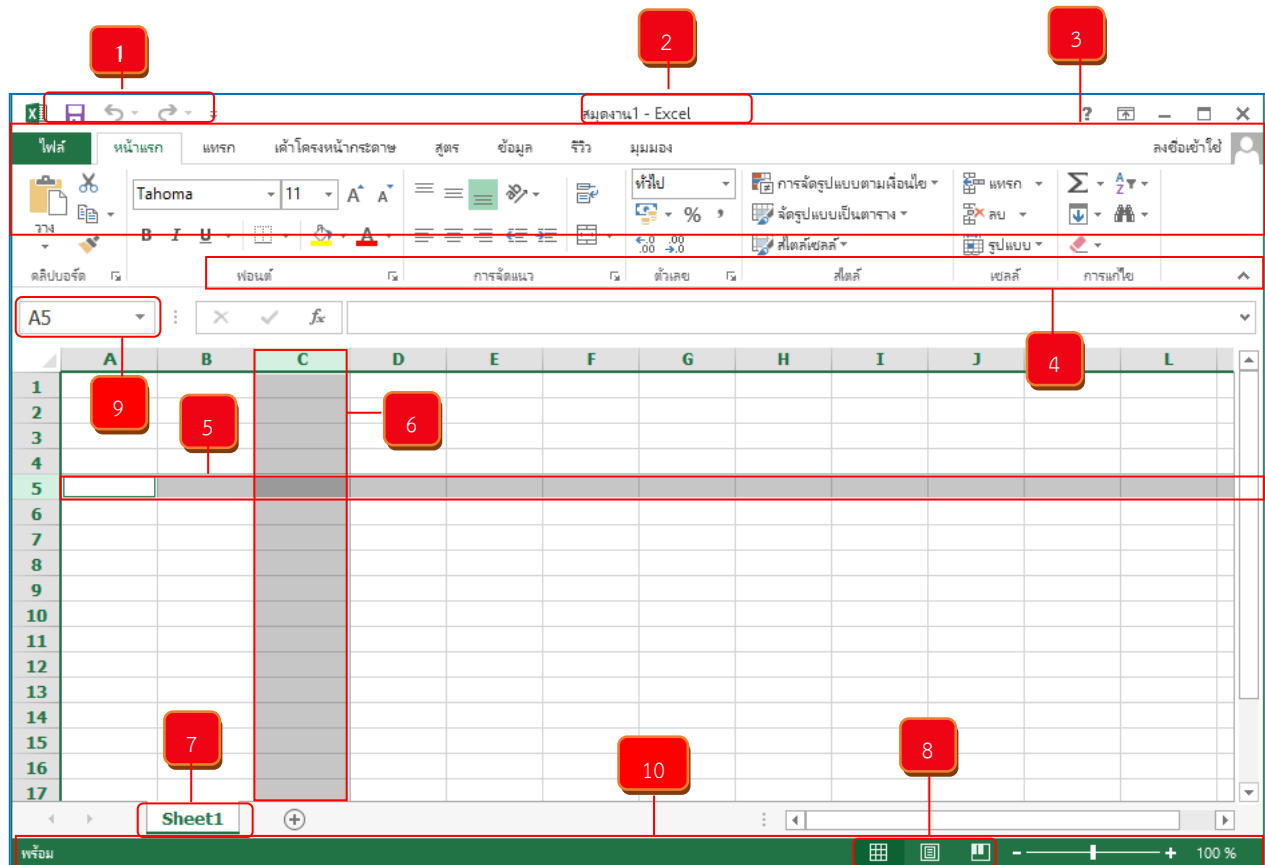 1
2
3
สมุดงาน1 - Excel
?
ไฟล์ หน้าแรก แทรก เค้าโครงหน้ากระดาษ สูตร ข้อมูล รีวิว มุมมอง ลงชื่อเข้าใช้
Tahoma 11 A A ทั่วไป การจัดรูปแบบตามเงื่อนไข แทรก Σ A Z
% , จัดรูปแบบเป็นตาราง ลบ
วาง B I U A .0 .00 .00 .0 สไตล์เซลล์ รูปแบบ
คลิปบอร์ด ฟอนต์ การจัดแนว ตัวเลข สไตล์ เซลล์ การแก้ไข
A5 fx
4
A B C D E F G H I J L
1
2
3
4
5
6
7
8
9
10
11
12
13
14
15
16
17
9
5
6
7
10
8
Sheet1
พร้อม 100 %